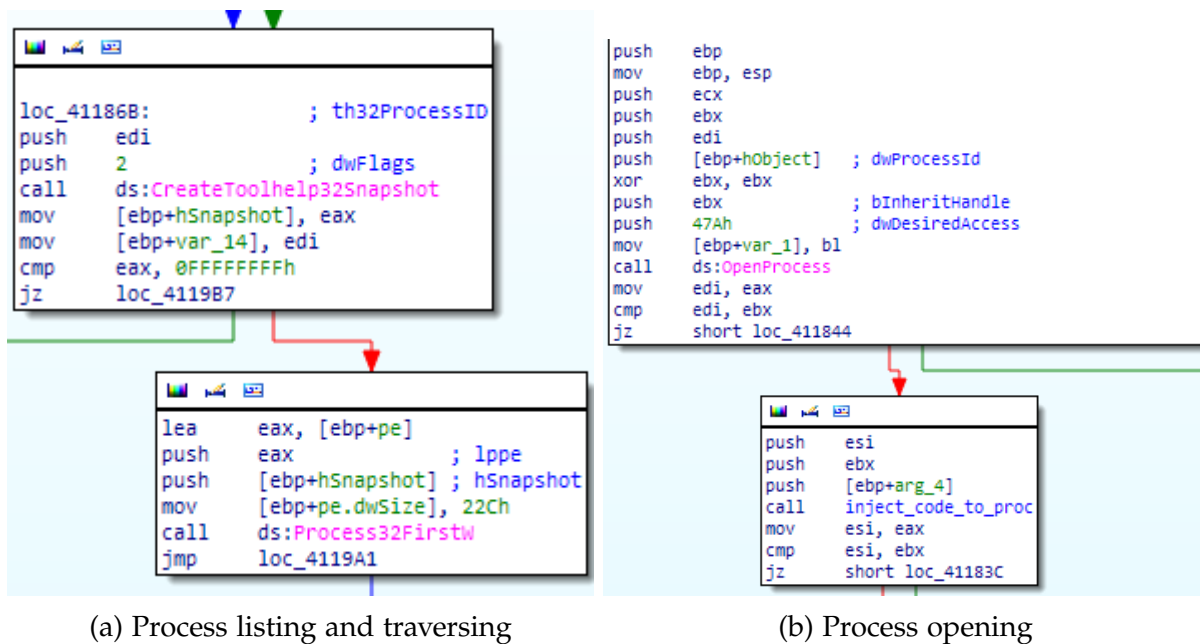 loc_41186B: ; th32ProcessID
push edi
push 2 ; dwFlags
call ds:CreateToolhelp32Snapshot
mov [ebp+hSnapshot], eax
mov [ebp+var_14], edi
cmp eax, 0FFFFFFFFh
jz loc_4119B7
lea eax, [ebp+pe]
push eax ; lppe
push [ebp+hSnapshot] ; hSnapshot
mov [ebp+pe.dwSize], 22Ch
call ds:Process32FirstW
jmp loc_4119A1
(a) Process listing and traversing
push ebp
mov ebp, esp
push ecx
push ebx
push edi
push [ebp+hObject] ; dwProcessId
xor ebx, ebx
push ebx ; bInheritHandle
push 47Ah ; dwDesiredAccess
mov [ebp+var_1], bl
call ds:OpenProcess
mov edi, eax
cmp edi, ebx
jz short loc_411844
push esi
push ebx
push [ebp+arg_4]
call inject_code_to_proc
mov esi, eax
cmp esi, ebx
jz short loc_41183C
(b) Process opening